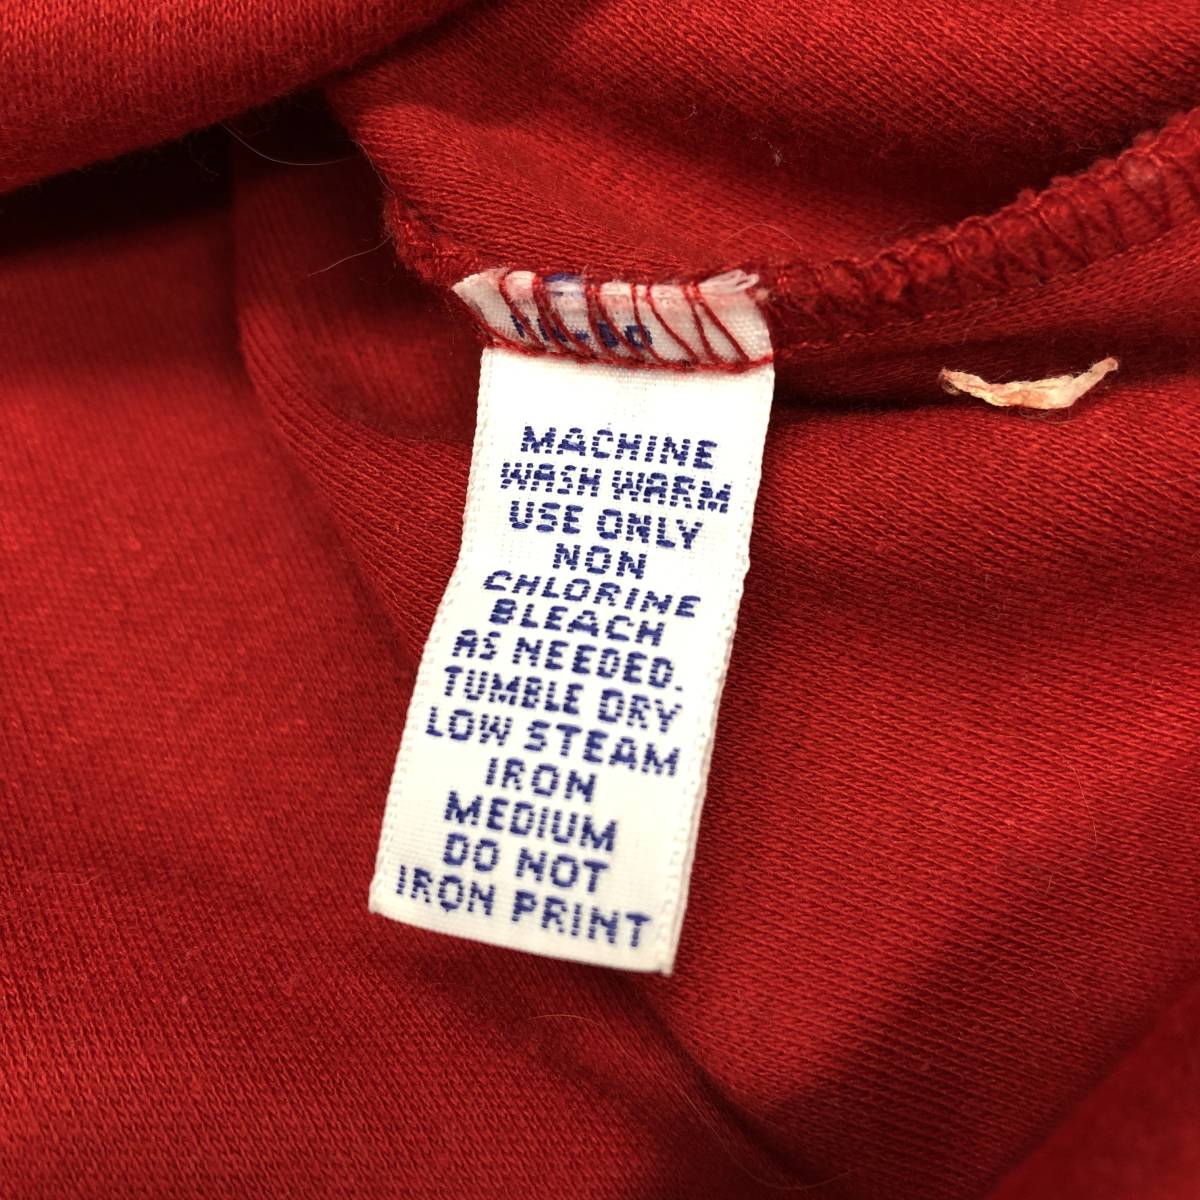 MACHINE
WASH WARM
USE ONLY
NON
CHLORINE
BLEACH
AS NEEDED.
TUMBLE DRY
LOW STEAM
IRON
MEDIUM
DO NOT
IRON PRINT